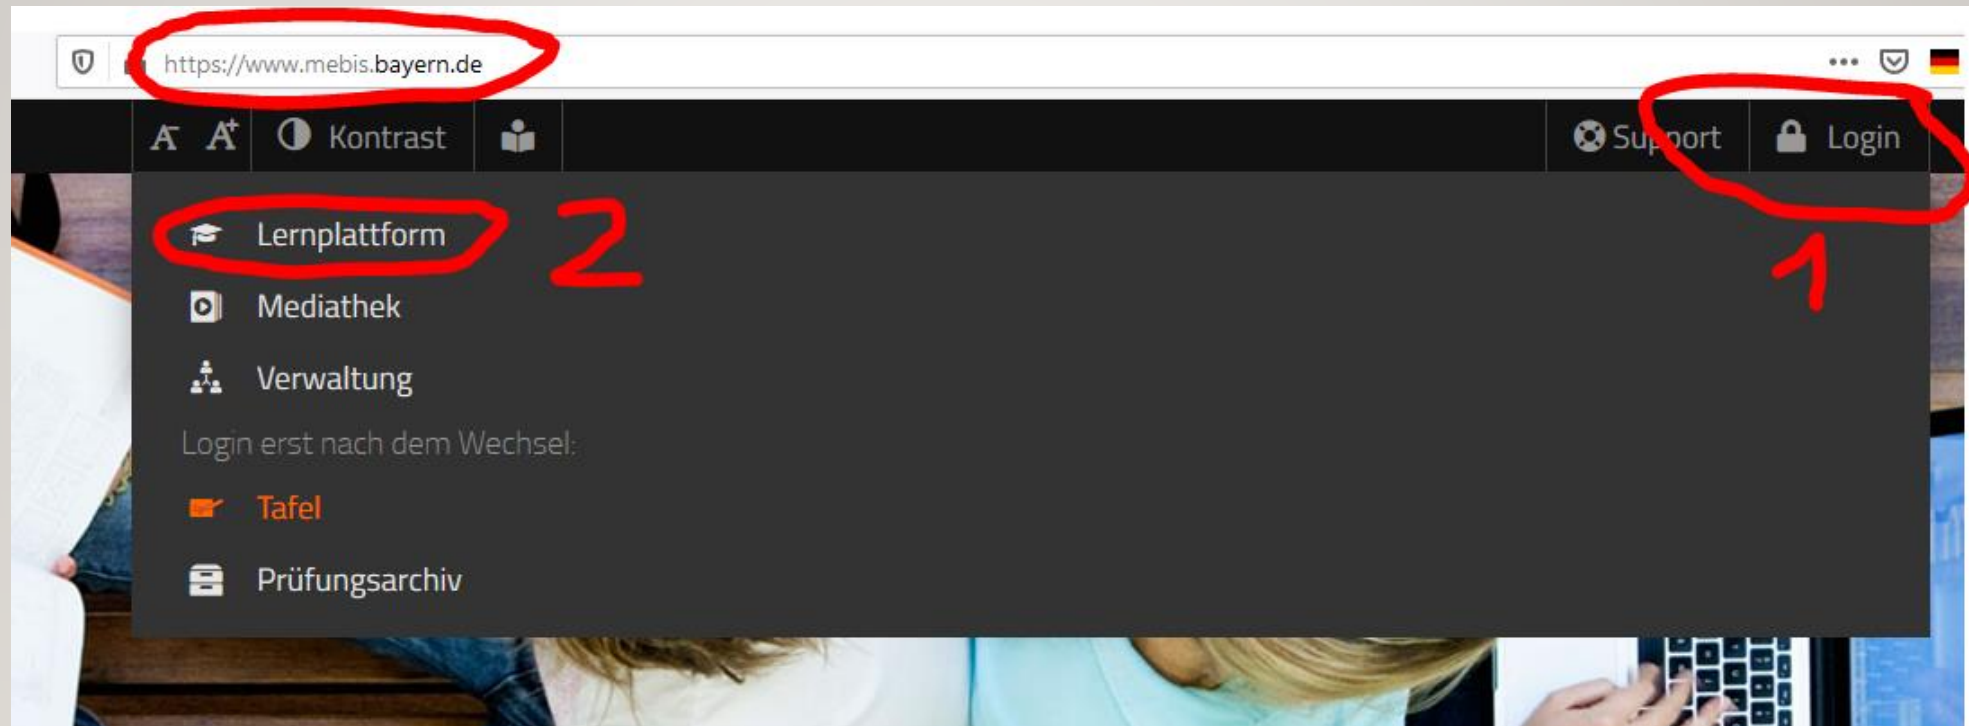 https://www.mebis.bayern.de
A- A+ Kontrast Support Login
Lernplattform 2
1
Mediathek
Verwaltung
Login erst nach dem Wechsel:
Tafel
Prüfungsarchiv